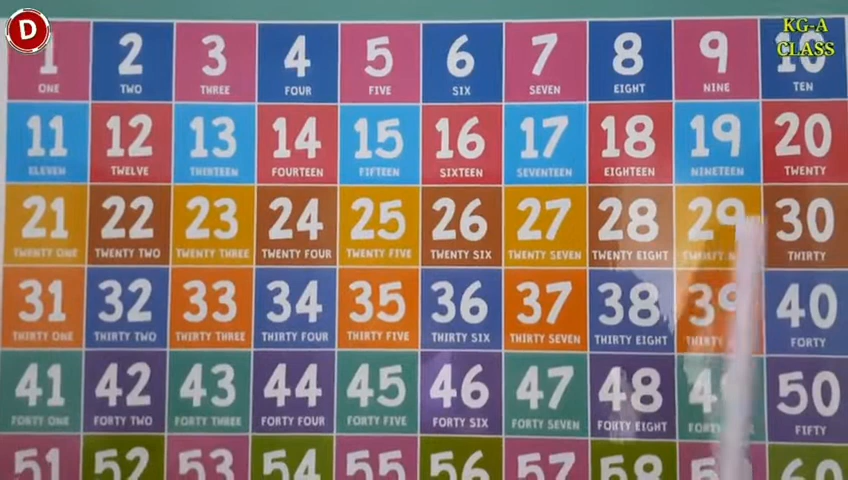 D
KG-A
CLASS
1 2 3 4 5 6 7 8 9 10
ONE TWO THREE FOUR FIVE SIX SEVEN EIGHT NINE TEN
11 12 13 14 15 16 17 18 19 20
ELEVEN TWELVE THIRTEEN FOURTEEN FIFTEEN SIXTEEN SEVENTEEN EIGHTEEN NINETEEN TWENTY
21 22 23 24 25 26 27 28 29 30
TWENTY ONE TWENTY TWO TWENTY THREE TWENTY FOUR TWENTY FIVE TWENTY SIX TWENTY SEVEN TWENTY EIGHT THIRTY
31 32 33 34 35 36 37 38 39 40
THIRTY ONE THIRTY TWO THIRTY THREE THIRTY FOUR THIRTY FIVE THIRTY SIX THIRTY SEVEN THIRTY EIGHT THIRTY FORTY
41 42 43 44 45 46 47 48 50
FORTY ONE FORTY TWO FORTY THREE FORTY FOUR FORTY FIVE FORTY SIX FORTY SEVEN FORTY EIGHT FIFTY
51 52 53 54 55 56 57 58 60